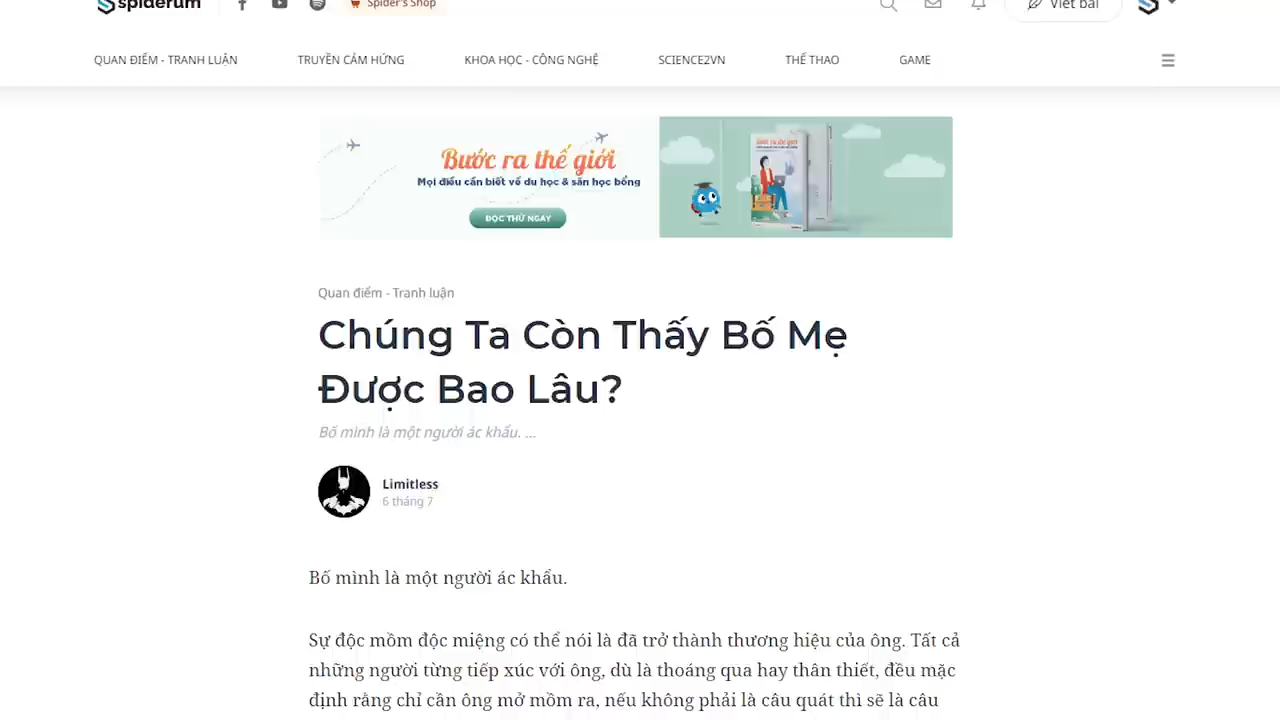 spiderum
Spider's Shop
Viết bài
QUAN ĐIỂM - TRANH LUẬN
TRUYỀN CẢM HỨNG
KHOA HỌC - CÔNG NGHỆ
SCIENCE2VN
THỂ THAO
GAME
Bước ra thế giới
Mọi điều cần biết về du học & săn học bổng
ĐỌC THỬ NGAY
Quan điểm - Tranh luận
Chúng Ta Còn Thấy Bố Mẹ
Được Bao Lâu?
Bố mình là một người ác khẩu. ...
Limitless
6 tháng 7
Bố mình là một người ác khẩu.
Sự độc mồm độc miệng có thể nói là đã trở thành thương hiệu của ông. Tất cả
những người từng tiếp xúc với ông, dù là thoáng qua hay thân thiết, đều mặc
định rằng chỉ cần ông mở mồm ra, nếu không phải là câu quát thì sẽ là câu